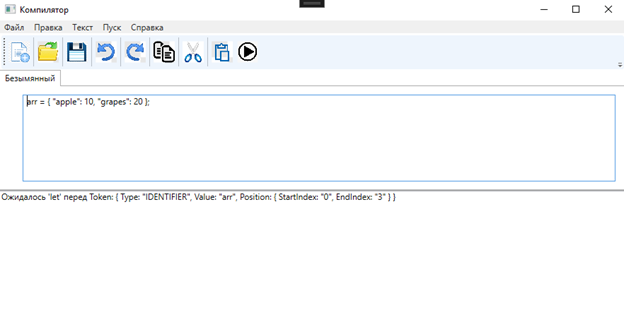 Компилятор
Файл Правка Текст Пуск Справка
Безымянный
arr = { "apple": 10, "grapes": 20 };
Ожидалось 'let' перед Token: { Type: "IDENTIFIER", Value: "arr", Position: { StartIndex: "0", EndIndex: "3" } }